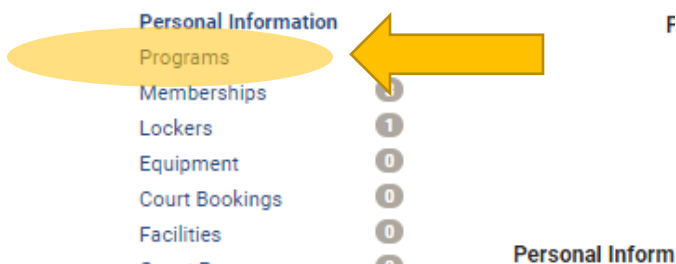 Personal Information
Programs
Memberships
Lockers 1
Equipment 0
Court Bookings 0
Facilities 0
Personal Inform